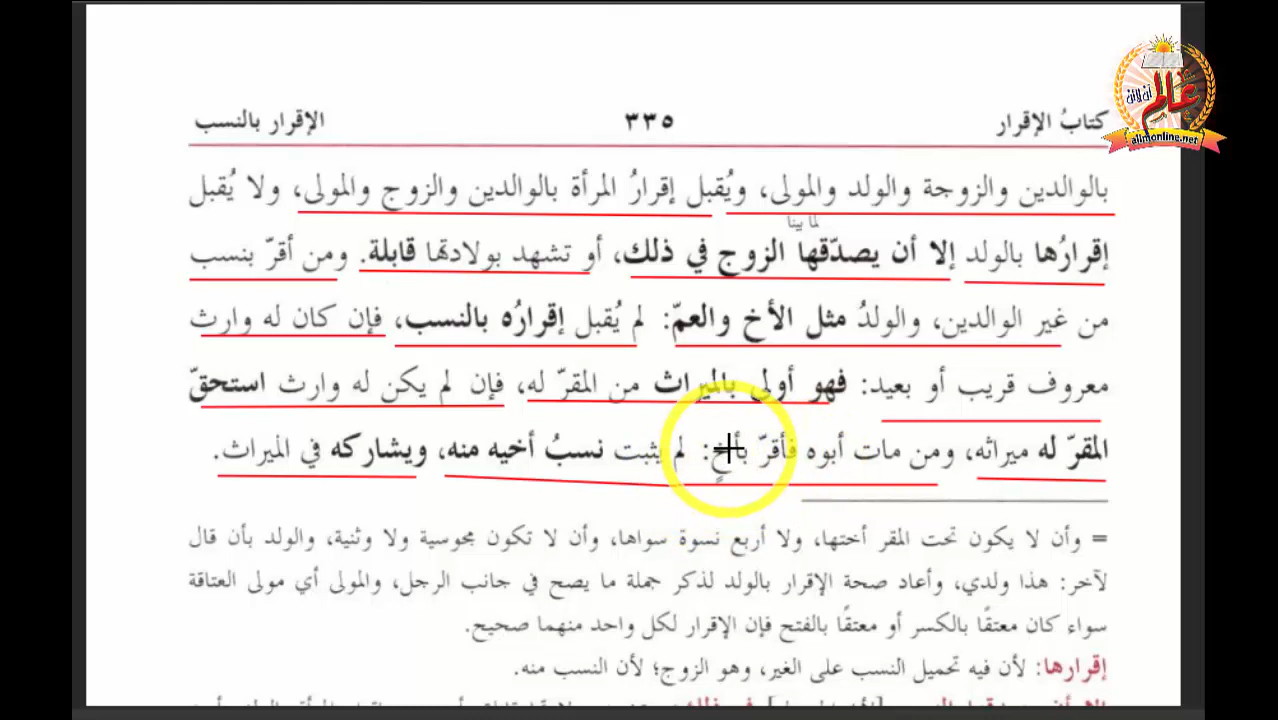 عالم
آن لائن
alimonline.net
كتابُ الإقرار ٣٣٥ الإقرار بالنسب
بالوالدين والزوجة والولد والمولى، ويُقبل إقرارُ المرأة بالوالدين والزوج والمولى، ولا يُقبل
لما بينا
إقرارُها بالولد إلا أن يصدّقها الزوج في ذلك، أو تشهد بولادتها قابلة. ومن أقرّ بنسب
من غير الوالدين، والولدُ مثل الأخ والعمّ: لم يُقبل إقرارُه بالنسب، فإن كان له وارث
معروف قريب أو بعيد: فهو أولى بالميراث من المقرّ له، فإن لم يكن له وارث استحقّ
المقرّ له ميراثه، ومن مات أبوه فأقرّ بأخٍ: لم يثبت نسبُ أخيه منه، ويشاركه في الميراث.
= وأن لا يكون تحت المقر أختها، ولا أربع نسوة سواها، وأن لا تكون مجوسية ولا وثنية، والولد بأن قال
لآخر: هذا ولدي، وأعاد صحة الإقرار بالولد لذكر جملة ما يصح في جانب الرجل، والمولى أي مولى العتاقة
سواء كان معتقًا بالكسر أو معتقًا بالفتح فإن الإقرار لكل واحد منهما صحيح.
إقرارها: لأن فيه تحميل النسب على الغير، وهو الزوج؛ لأن النسب منه.